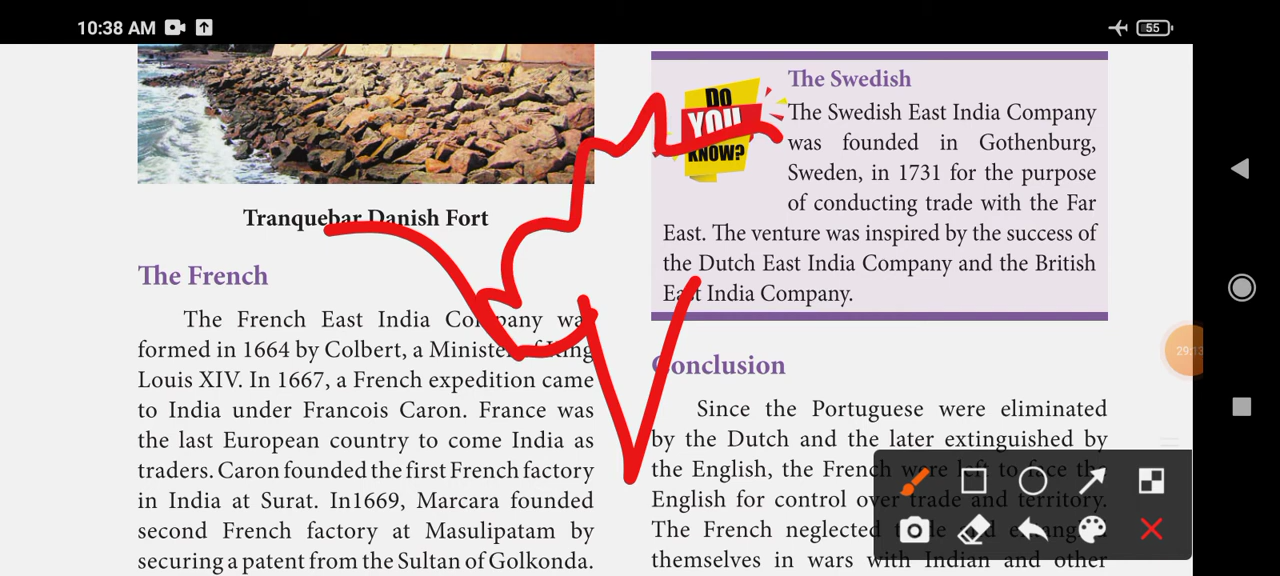 10:38 AM
55
Tranquebar Danish Fort
The French
The French East India Company was
formed in 1664 by Colbert, a Minister of King
Louis XIV. In 1667, a French expedition came
to India under Francois Caron. France was
the last European country to come India as
traders. Caron founded the first French factory
in India at Surat. In1669, Marcara founded
second French factory at Masulipatam by
securing a patent from the Sultan of Golkonda.
DO
YOU
KNOW?
The Swedish
The Swedish East India Company
was founded in Gothenburg,
Sweden, in 1731 for the purpose
of conducting trade with the Far
East. The venture was inspired by the success of
the Dutch East India Company and the British
East India Company.
Conclusion
Since the Portuguese were eliminated
by the Dutch and the later extinguished by
the English, the French were left to face the
English for control over trade and territory.
The French neglected trade and entangled
themselves in wars with Indian and other
29:13